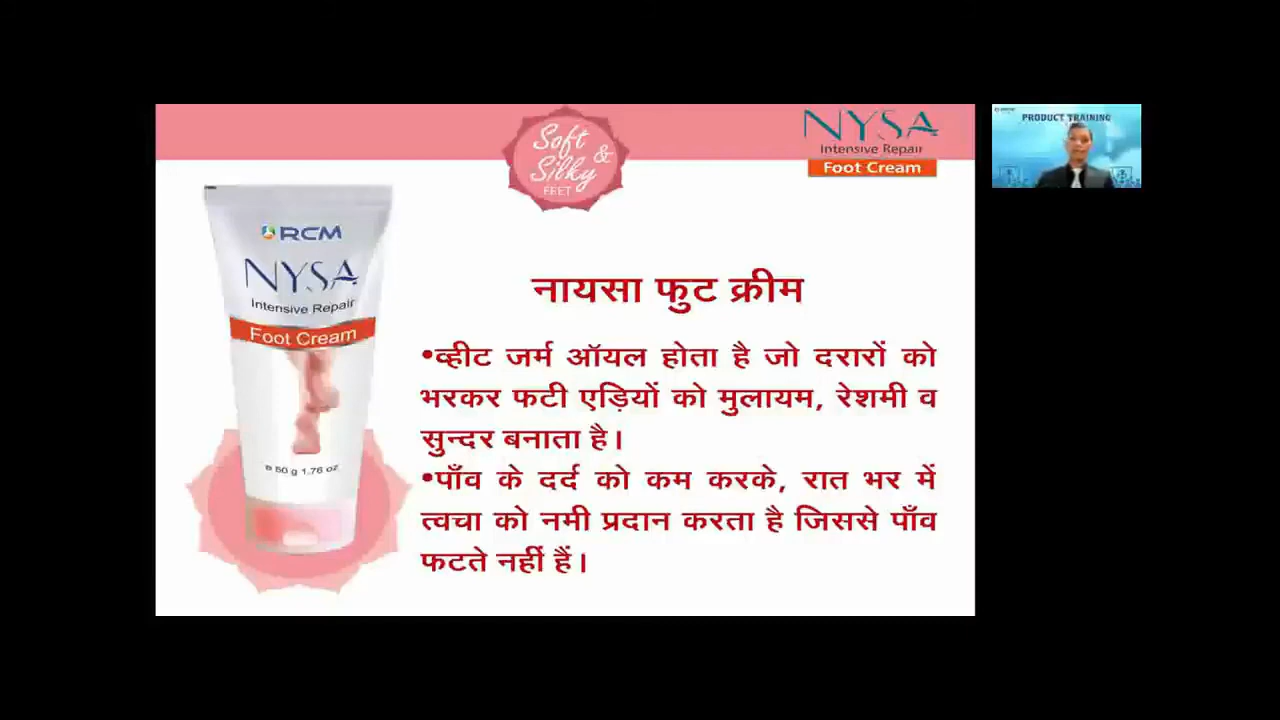 Soft &
Silky
FEET
NYSA
Intensive Repair
Foot Cream
PRODUCT TRAINING
RCM
NYSA
Intensive Repair
Foot Cream
e 50 g 1.76 oz
नायसा फुट क्रीम
•व्हीट जर्म ऑयल होता है जो दरारों को
भरकर फटी एड़ियों को मुलायम, रेशमी व
सुन्दर बनाता है।
•पाँव के दर्द को कम करके, रात भर में
त्वचा को नमी प्रदान करता है जिससे पाँव
फटते नहीं हैं।